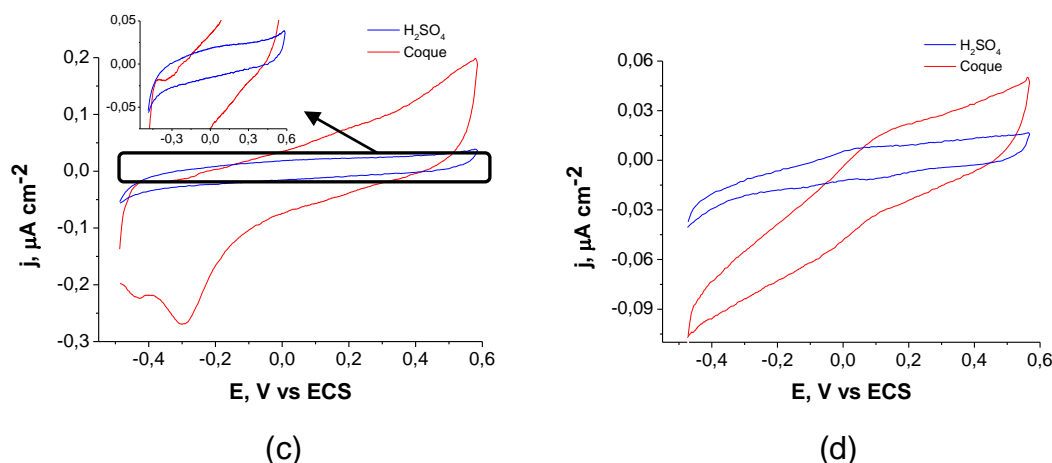 0,05
0,00
-0,05
-0,3 0,0 0,3 0,6
H₂SO₄
Coque
0,2
0,1
0,0
-0,1
-0,2
-0,3
-0,4 -0,2 0,0 0,2 0,4 0,6
j, µA cm-2
E, V vs ECS
(c)
H₂SO₄
Coque
0,06
0,03
0,00
-0,03
-0,06
-0,09
-0,4 -0,2 0,0 0,2 0,4 0,6
j, µA cm-2
E, V vs ECS
(d)